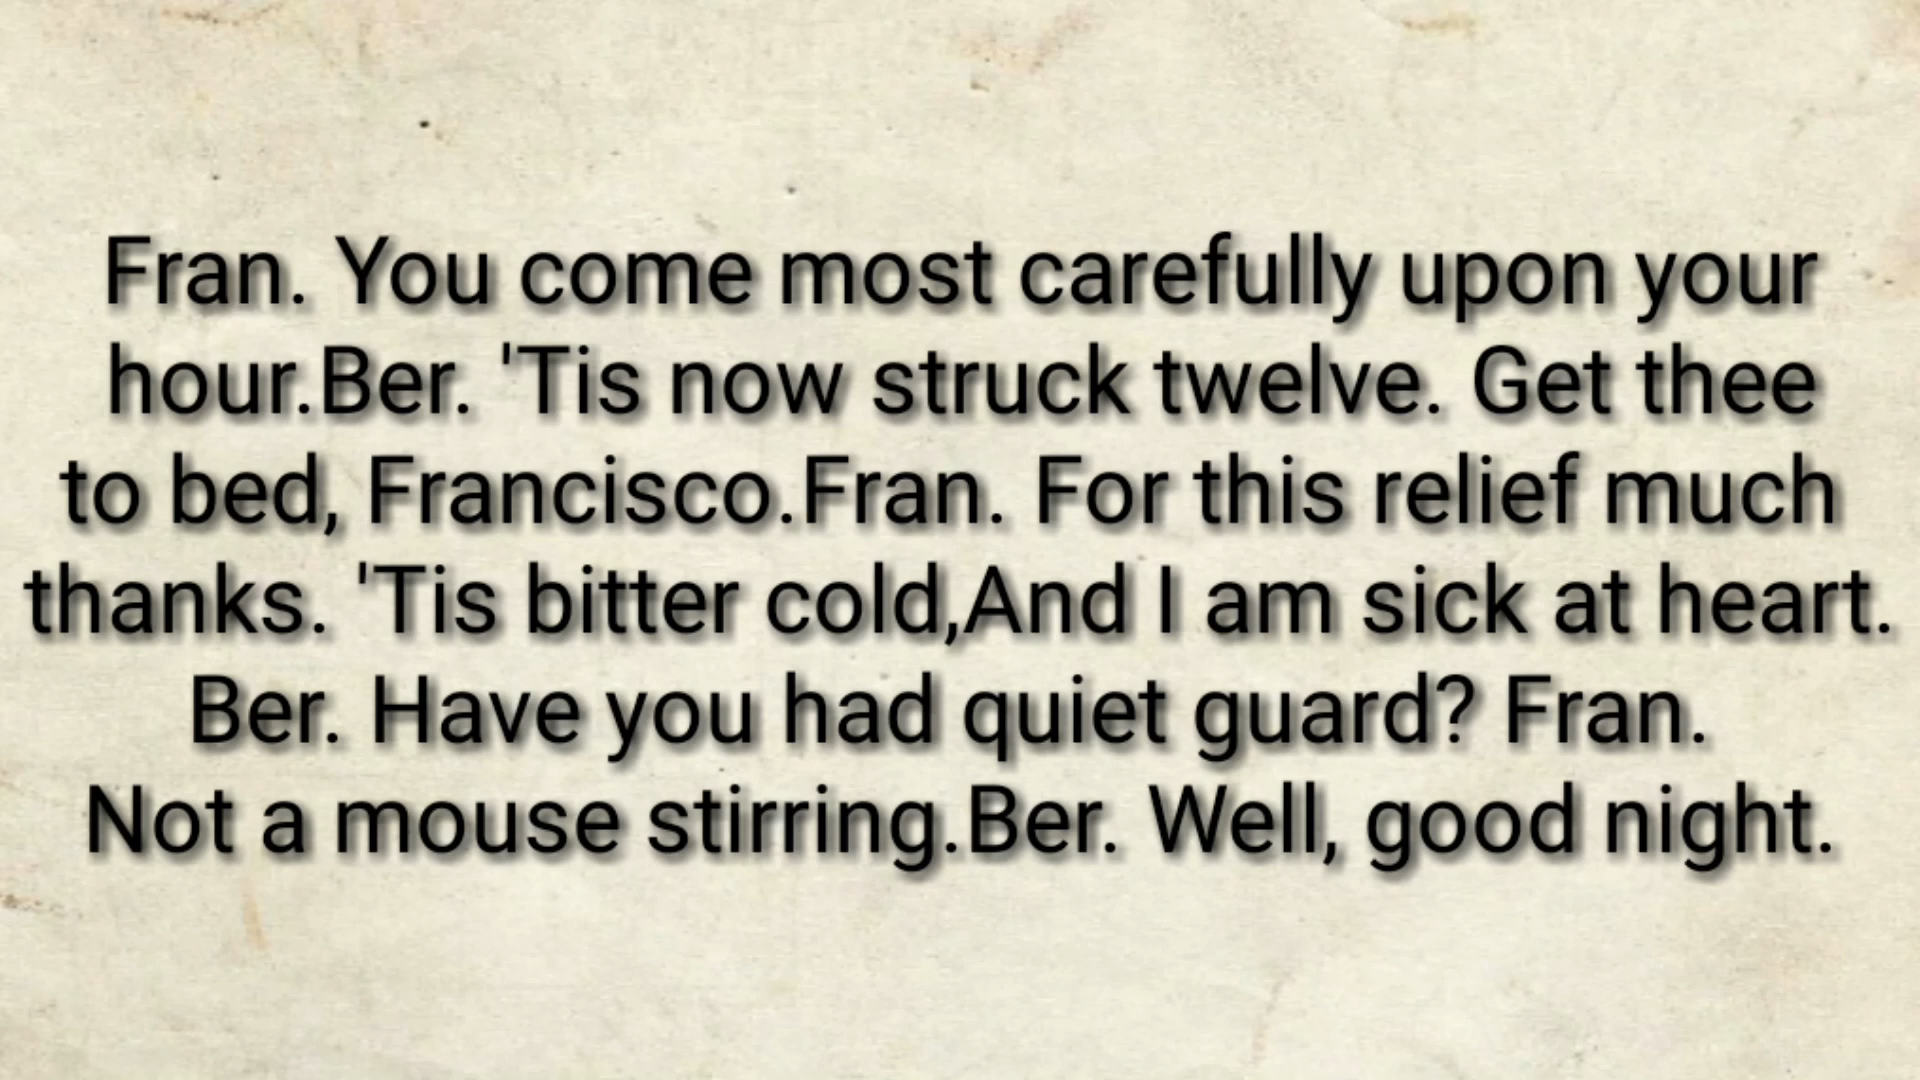 Fran. You come most carefully upon your
hour.Ber. 'Tis now struck twelve. Get thee
to bed, Francisco.Fran. For this relief much
thanks. 'Tis bitter cold,And I am sick at heart.
Ber. Have you had quiet guard? Fran.
Not a mouse stirring.Ber. Well, good night.